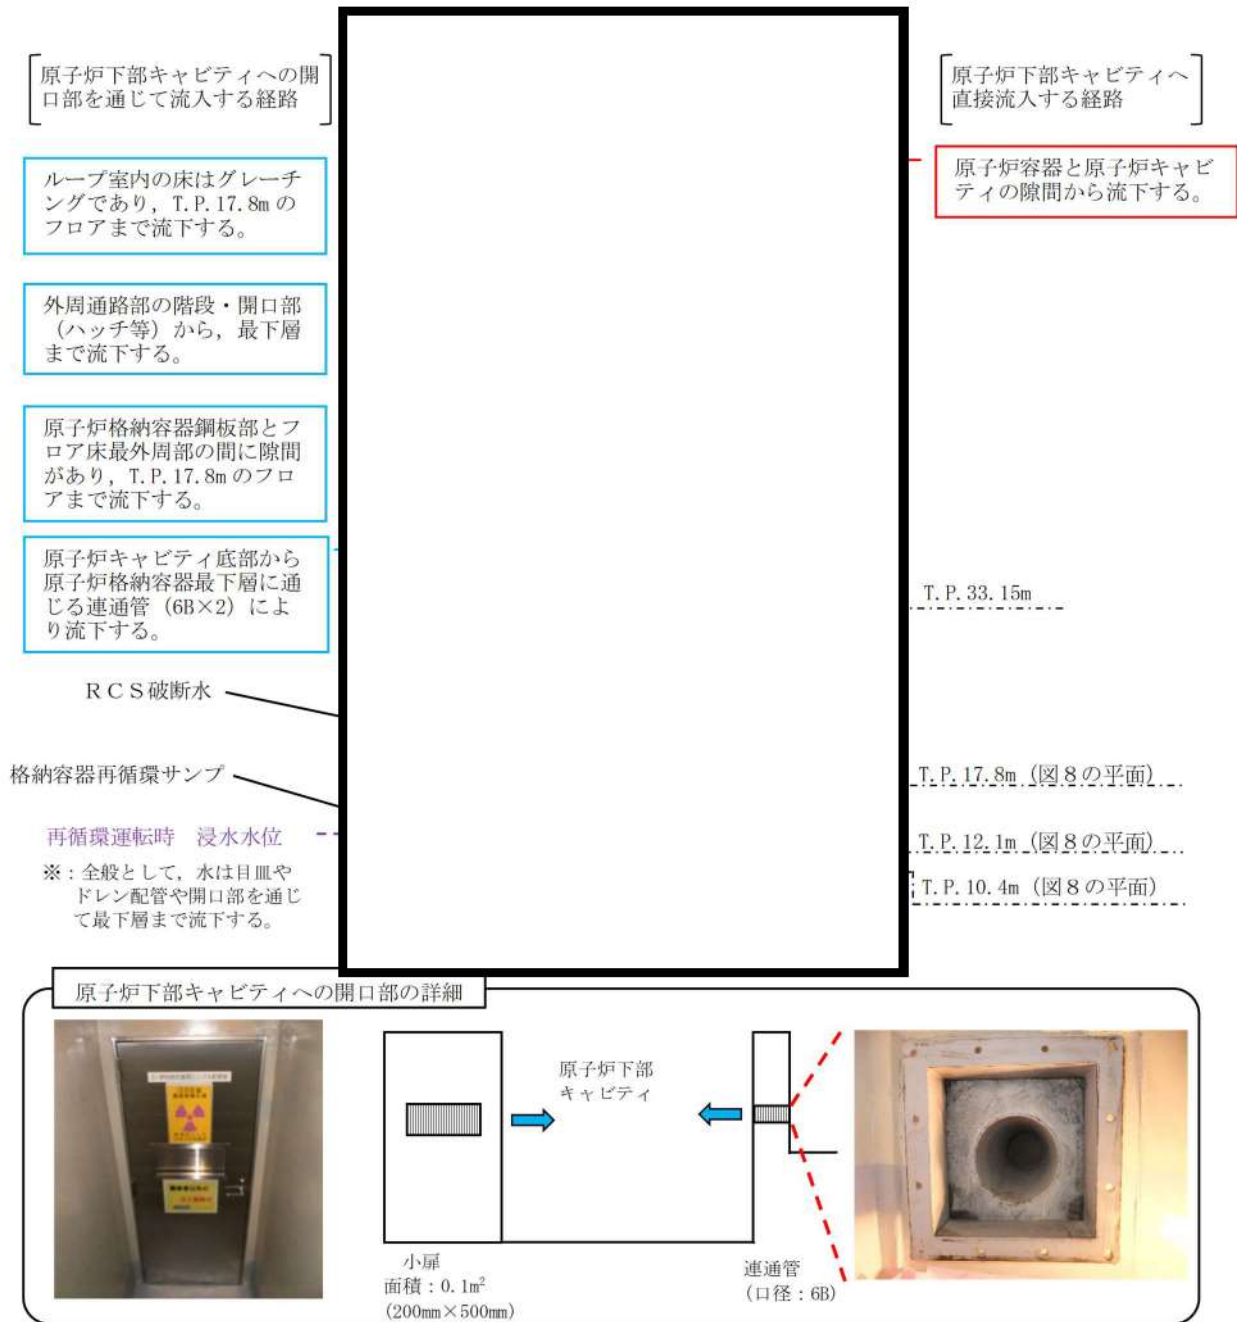 原子炉下部キャビティへの開
口部を通じて流入する経路
ループ室内の床はグレーチ
ングであり，T.P.17.8mの
フロアまで流下する。
外周通路部の階段・開口部
（ハッチ等）から，最下層
まで流下する。
原子炉格納容器鋼板部とフ
ロア床最外周部の間に隙間
があり，T.P.17.8mのフロ
アまで流下する。
原子炉キャビティ底部から
原子炉格納容器最下層に通
じる連通管（6B×2）によ
り流下する。
ＲＣＳ破断水
格納容器再循環サンプ
再循環運転時　浸水水位
※：全般として，水は目皿や
ドレン配管や開口部を通じ
て最下層まで流下する。
原子炉下部キャビティへ
直接流入する経路
原子炉容器と原子炉キャビ
ティの隙間から流下する。
T.P.33.15m
T.P.17.8m（図８の平面）
T.P.12.1m（図８の平面）
T.P.10.4m（図８の平面）
原子炉下部キャビティへの開口部の詳細
原子炉下部
キャビティ
小扉
面積：0.1m²
(200mm×500mm)
連通管
(口径：6B)